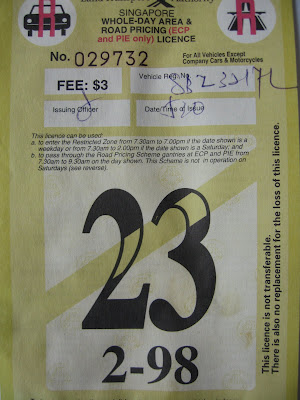 SINGAPORE
WHOLE-DAY AREA &
ROAD PRICING (ECP
and PIE only) LICENCE
No. 029732
For All Vehicles Except
Company Cars & Motorcycles
FEE: $3
Vehicle Reg. No.
Issuing Officer
Date/Time of Issue
This licence can be used:
a. to enter the Restricted Zone from 7.30am to 7.00pm if the date shown is a
weekday or from 7.30am to 2.00pm if the date shown is a Saturday; and
b. to pass through the Road Pricing Scheme gantries at ECP and PIE from
7.30am to 9.30am on the day shown. This Scheme is not in operation on
Saturdays (see reverse).
23
2-98
This licence is not transferable.
There is also no replacement for the loss of this licence.